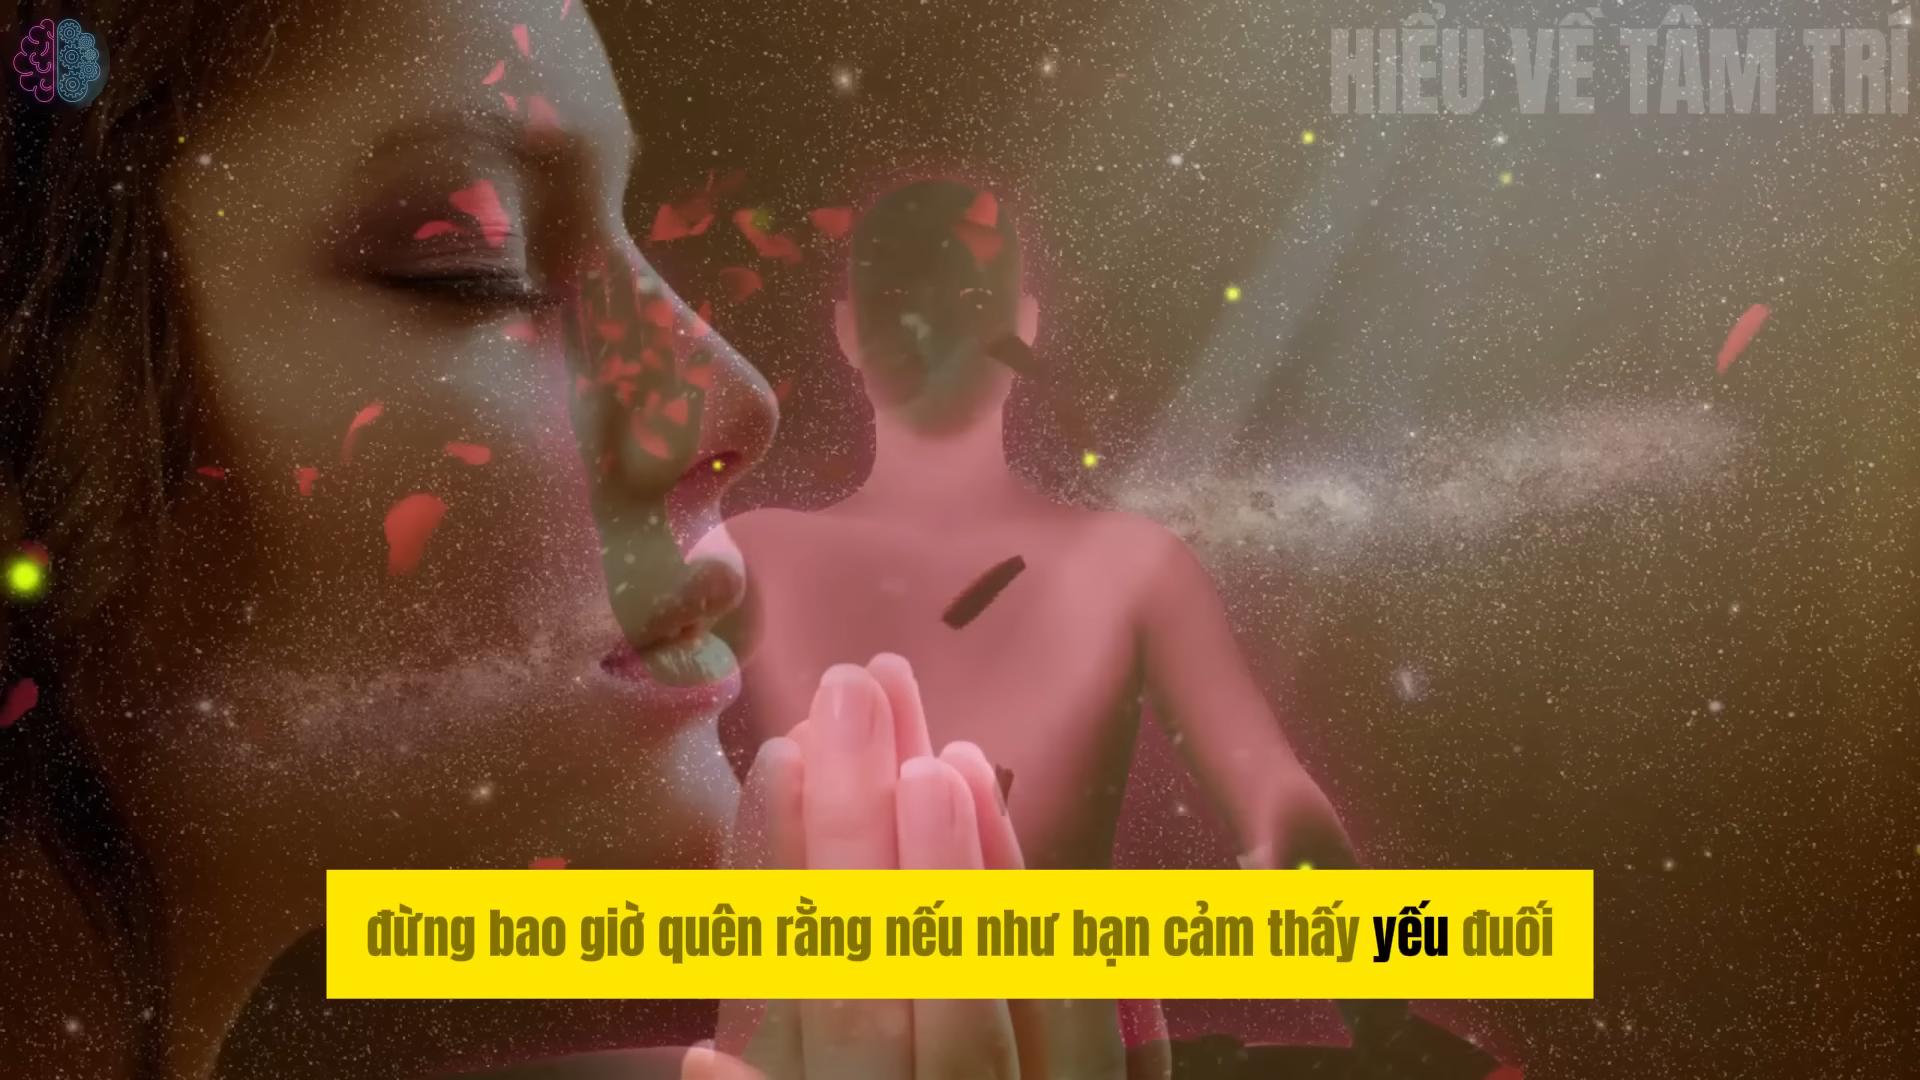 HIỂU VỀ TÂM TRÍ
đừng bao giờ quên rằng nếu như bạn cảm thấy yếu đuối